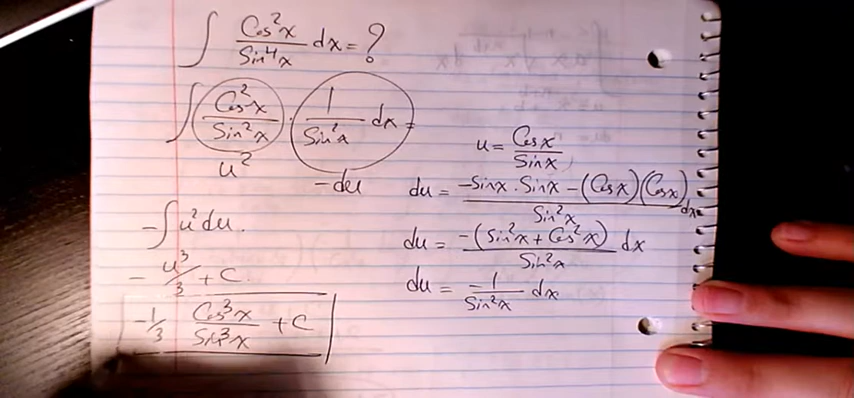 ∫ Cos²x / Sin⁴x dx = ?
∫ Cos²x / Sin²x · 1 / Sin²x dx =
u²
-du
-∫ u² du.
- u³/3 + C.
-1/3 Cos³x / Sin³x + C
u = Cosx / Sinx
du = -Sinx · Sinx - (Cosx)(Cosx) / Sin²x dx
du = -(Sin²x + Cos²x) / Sin²x dx
du = -1 / Sin²x dx